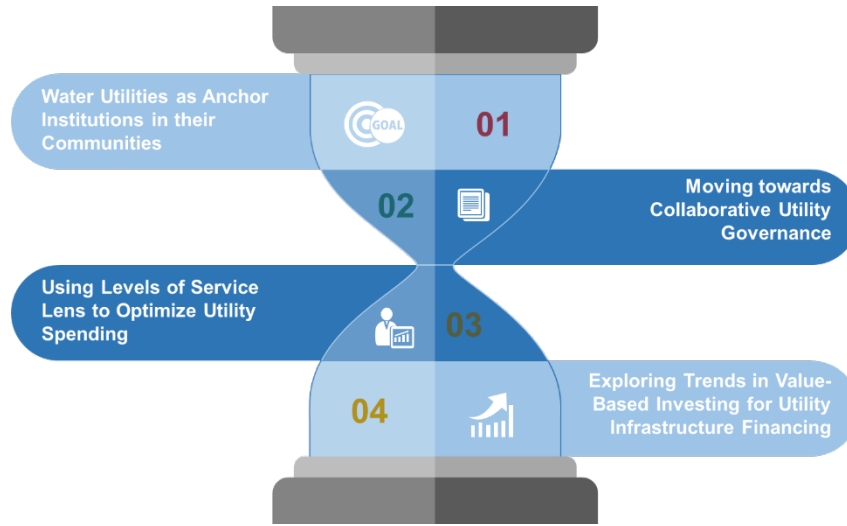 Water Utilities as Anchor
Institutions in their
Communities
GOAL
01
02
Moving towards
Collaborative Utility
Governance
Using Levels of Service
Lens to Optimize Utility
Spending
03
04
Exploring Trends in Value-
Based Investing for Utility
Infrastructure Financing